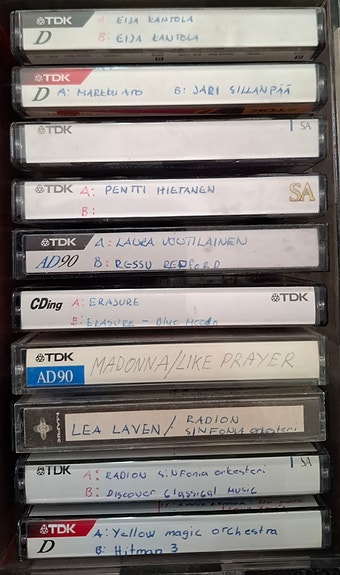 TDK
D
A: EIJA KANTOLA
B: EIJA KANTOLA
TDK
D
A: MARKKU ARO B: JARI SILLANPÄÄ
TDK
SA
TDK
A: PENTTI HIETANEN
B:
SA
TDK
AD90
A: LAURA VOUTILAINEN
B: RESSU REDFORD
CDing
A: ERASURE
B: ERASURE - Blue Moon
TDK
TDK
AD90
MADONNA/LIKE PRAYER
LEA LAVEN/ RADION
SINFONIA orkesteri
TDK
SA
A: RADION SINFonia orkesteri
B: Discover Classical Music
TDK
D
A: Yellow magic orchestra
B: Hitman 3